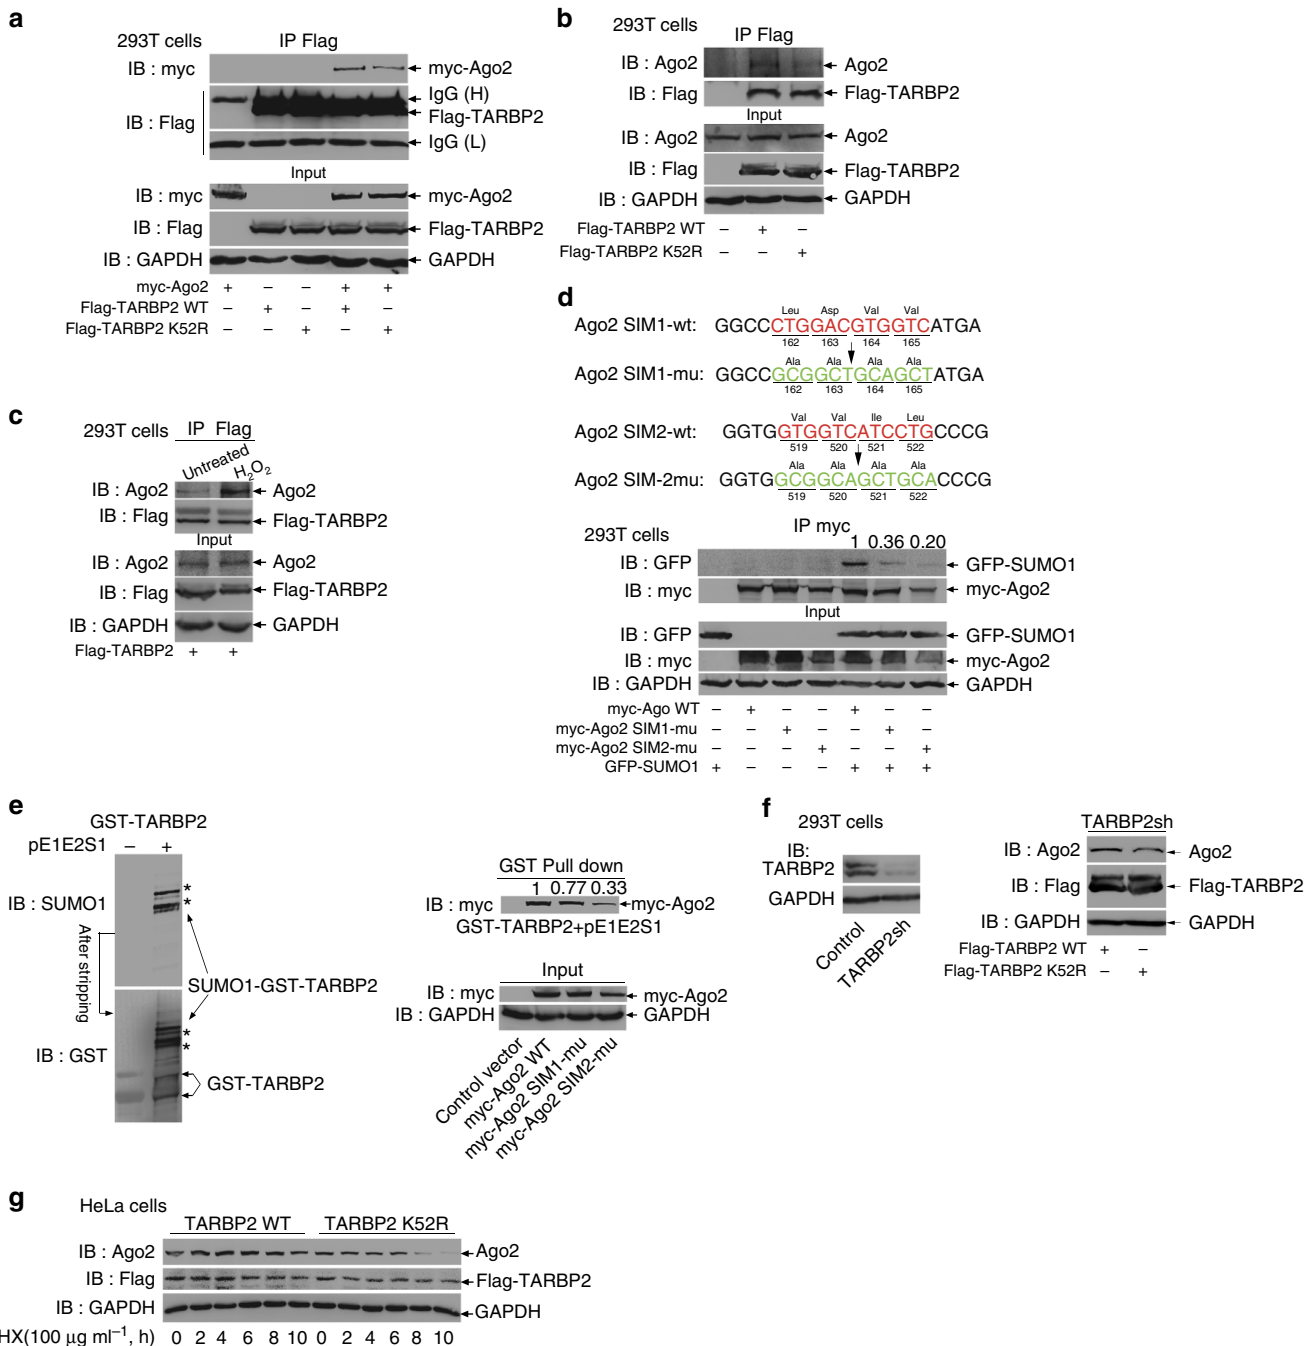 a
293T cells IP Flag
IB : myc myc-Ago2
IgG (H)
IB : Flag Flag-TARBP2
IgG (L)
Input
IB : myc myc-Ago2
IB : Flag Flag-TARBP2
IB : GAPDH GAPDH
myc-Ago2 + – – + +
Flag-TARBP2 WT – + – + –
Flag-TARBP2 K52R – – + – +
b
293T cells
IP Flag
IB : Ago2 Ago2
IB : Flag Flag-TARBP2
Input
IB : Ago2 Ago2
IB : Flag Flag-TARBP2
IB : GAPDH GAPDH
Flag-TARBP2 WT – + –
Flag-TARBP2 K52R – – +
c
293T cells IP Flag
Untreated H2O2
IB : Ago2 Ago2
IB : Flag Flag-TARBP2
Input
IB : Ago2 Ago2
IB : Flag Flag-TARBP2
IB : GAPDH GAPDH
Flag-TARBP2 + +
d
Leu Asp Val Val
Ago2 SIM1-wt: GGCCCTGGACGTGGTCATGA
162 163 164 165
Ala Ala Ala Ala
Ago2 SIM1-mu: GGCCGCGGCTGCAGCTATGA
162 163 164 165
Val Val Ile Leu
Ago2 SIM2-wt: GGTGGTGGTCATCCTGCCCG
519 520 521 522
Ala Ala Ala Ala
Ago2 SIM-2mu: GGTGGCGGCAGCTGCACCCG
519 520 521 522
293T cells IP myc
1 0.36 0.20
IB : GFP GFP-SUMO1
IB : myc myc-Ago2
Input
IB : GFP GFP-SUMO1
IB : myc myc-Ago2
IB : GAPDH GAPDH
myc-Ago WT – + – – + – –
myc-Ago2 SIM1-mu – – + – – + –
myc-Ago2 SIM2-mu – – – + – – +
GFP-SUMO1 + – – – + + +
e
GST-TARBP2
pE1E2S1 – +
IB : SUMO1 * *
After stripping
SUMO1-GST-TARBP2
* *
IB : GST
GST-TARBP2
GST Pull down
1 0.77 0.33
IB : myc myc-Ago2
GST-TARBP2+pE1E2S1
Input
IB : myc myc-Ago2
IB : GAPDH GAPDH
Control vector
myc-Ago2 WT
myc-Ago2 SIM1-mu
myc-Ago2 SIM2-mu
f
293T cells
IB:
TARBP2
GAPDH
Control
TARBP2sh
TARBP2sh
IB : Ago2 Ago2
IB : Flag Flag-TARBP2
IB : GAPDH GAPDH
Flag-TARBP2 WT + –
Flag-TARBP2 K52R – +
g
HeLa cells
TARBP2 WT TARBP2 K52R
IB : Ago2 Ago2
IB : Flag Flag-TARBP2
IB : GAPDH GAPDH
HX(100 μg ml–1, h) 0 2 4 6 8 10 0 2 4 6 8 10